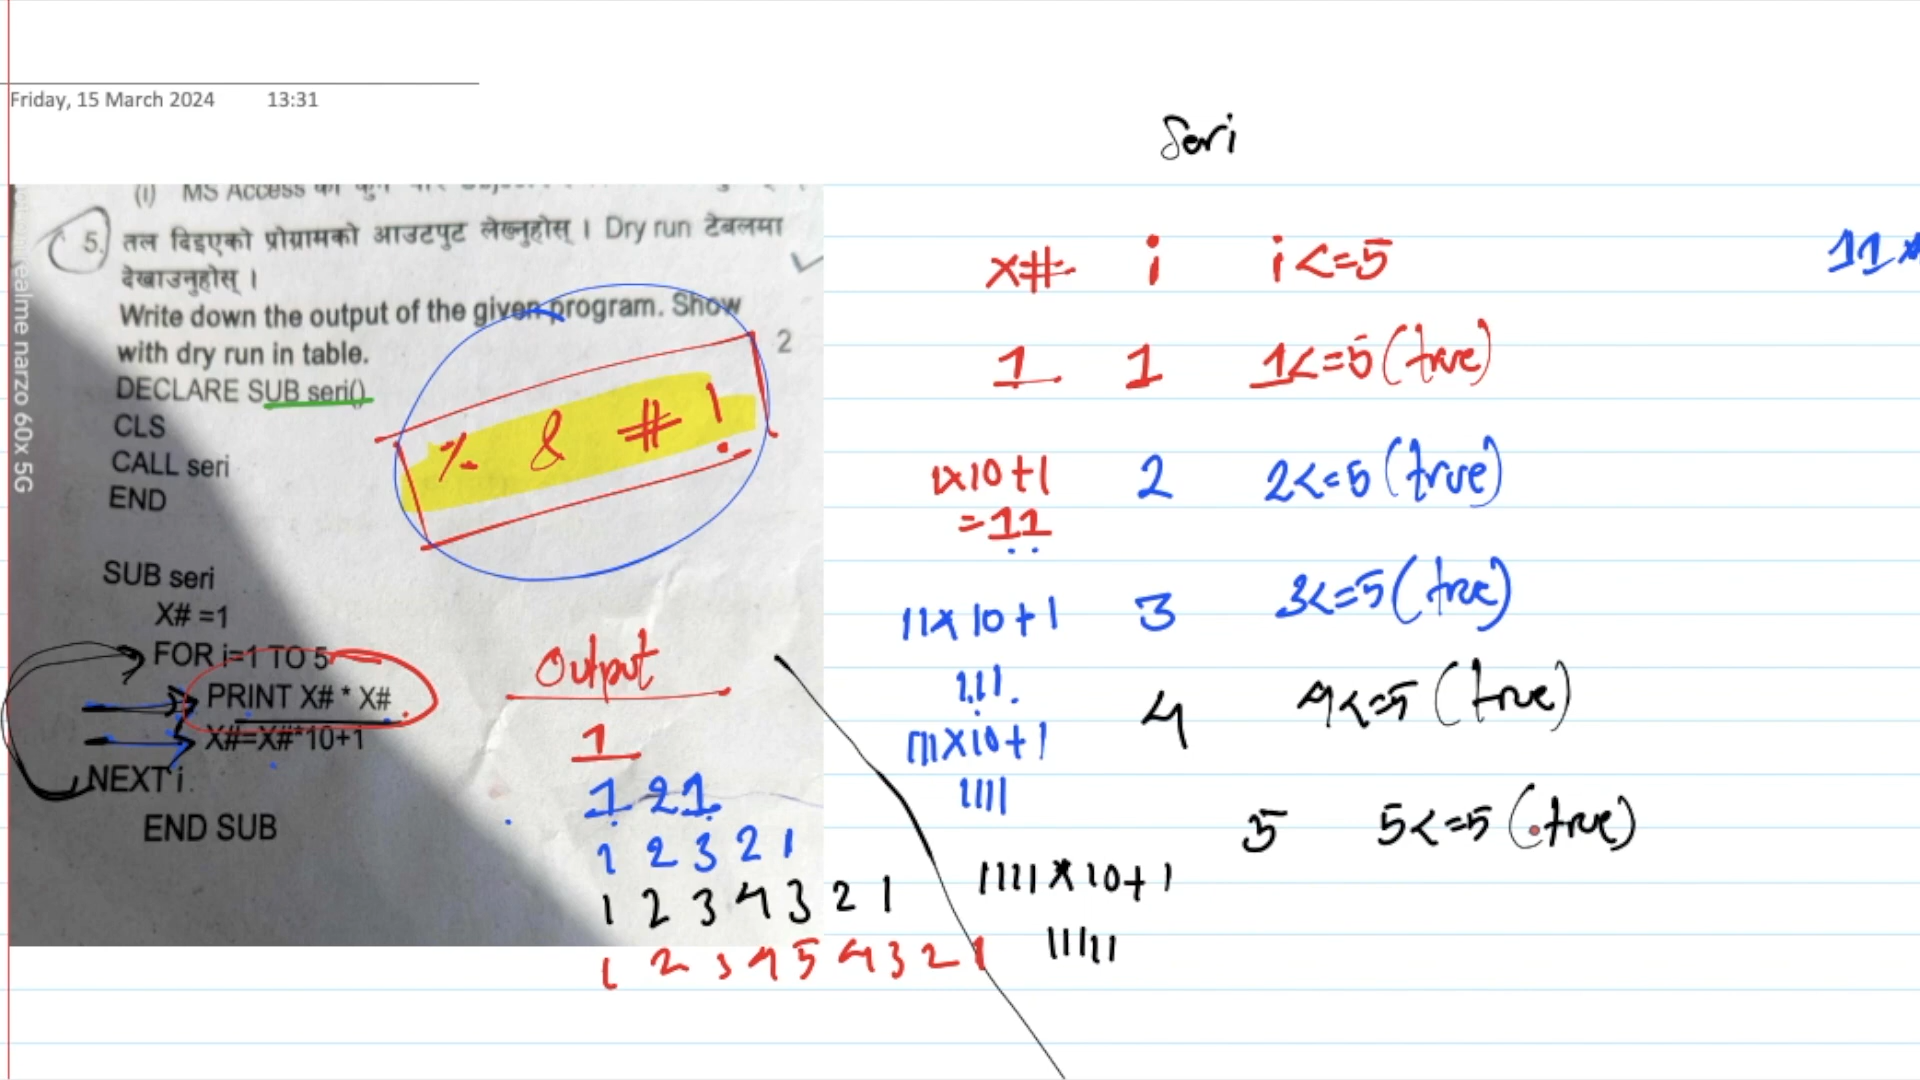 Friday, 15 March 2024 13:31
Seri
(i) MS Access
5. तल दिइएको प्रोग्रामको आउटपुट लेख्नुहोस् । Dry run टेबलमा
देखाउनुहोस् ।
Write down the output of the given program. Show
with dry run in table. 2
DECLARE SUB seri()
CLS
CALL seri
END
SUB seri
X# =1
FOR i=1 TO 5
PRINT X# * X#
X#=X#*10+1
NEXT i
END SUB
realme narzo 60x 5G
% & # !
Output
1
1 2 1
1 2 3 2 1
1 2 3 4 3 2 1
1 2 3 4 5 4 3 2 1
x# i i<=5
1 1 1<=5 (true)
1x10+1 2 2<=5 (true)
=11
11x10+1 3 3<=5 (true)
111
4 4<=5 (true)
111x10+1
1111
5 5<=5 (true)
1111x10+1
11111
11